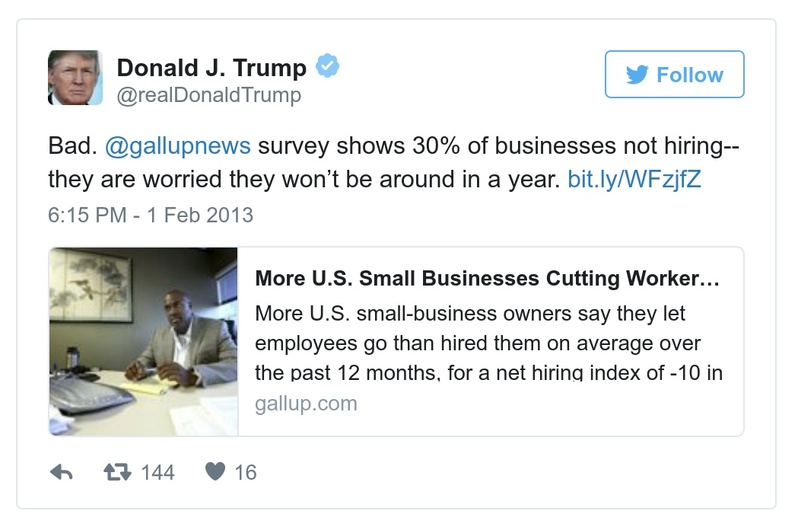 Donald J. Trump
@realDonaldTrump
Follow
Bad. @gallupnews survey shows 30% of businesses not hiring--
they are worried they won’t be around in a year. bit.ly/WFzjfZ
6:15 PM - 1 Feb 2013
More U.S. Small Businesses Cutting Worker…
More U.S. small-business owners say they let
employees go than hired them on average over
the past 12 months, for a net hiring index of -10 in
gallup.com
144
16